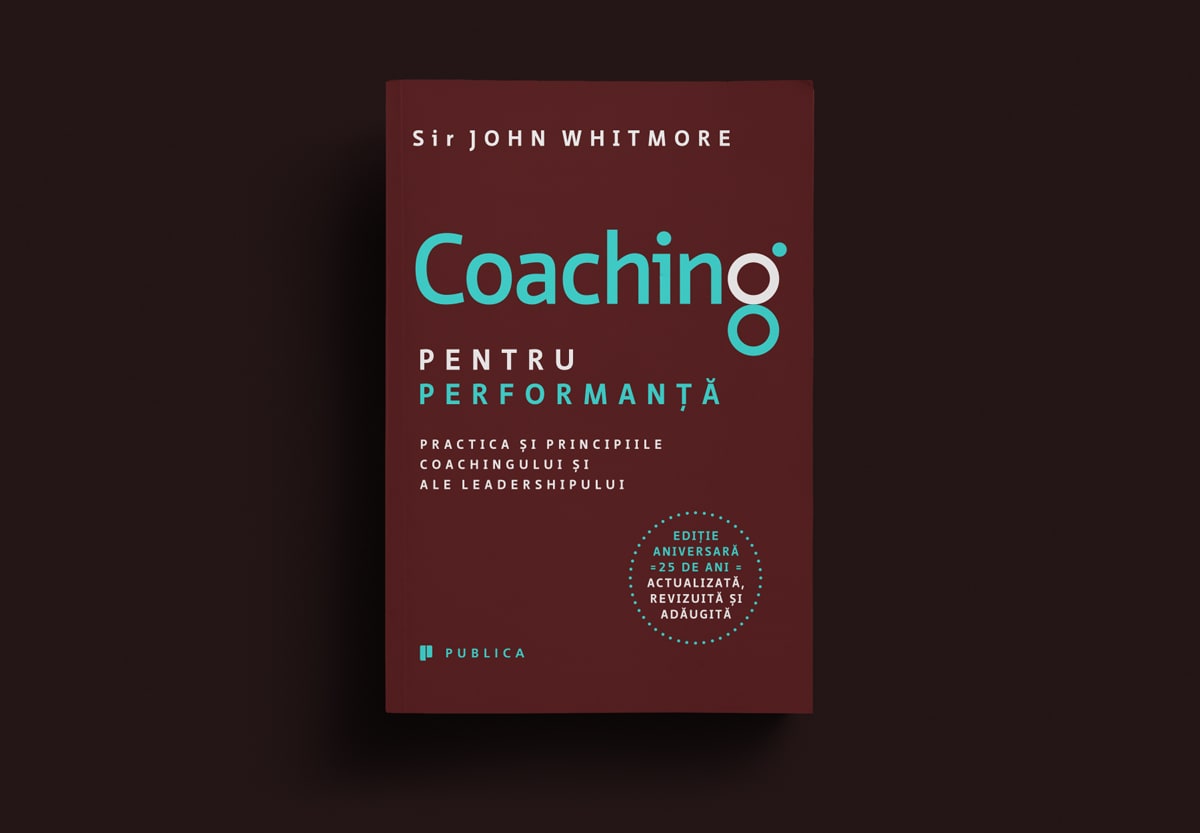 Sir JOHN WHITMORE
Coaching
PENTRU
PERFORMANȚĂ
PRACTICA ȘI PRINCIPIILE
COACHINGULUI ȘI
ALE LEADERSHIPULUI
EDIȚIE
ANIVERSARĂ
=25 DE ANI =
ACTUALIZATĂ,
REVIZUITĂ ȘI
ADĂUGITĂ
PUBLICA